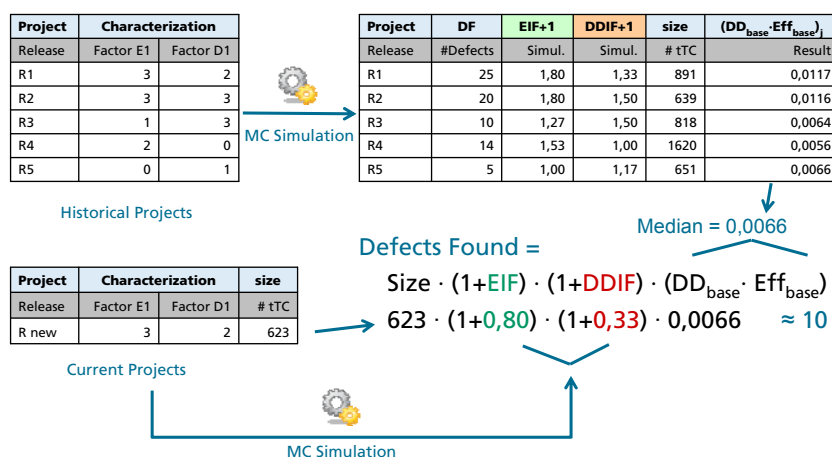 Project Characterization
Release Factor E1 Factor D1
R1 3 2
R2 3 3
R3 1 3
R4 2 0
R5 0 1
Historical Projects
MC Simulation
Project DF EIF+1 DDIF+1 size (DDbase·Effbase)j
Release #Defects Simul. Simul. # tTC Result
R1 25 1,80 1,33 891 0,0117
R2 20 1,80 1,50 639 0,0116
R3 10 1,27 1,50 818 0,0064
R4 14 1,53 1,00 1620 0,0056
R5 5 1,00 1,17 651 0,0066
Median = 0,0066
Defects Found =
Size · (1+EIF) · (1+DDIF) · (DDbase· Effbase)
623 · (1+0,80) · (1+0,33) · 0,0066 ≈ 10
Project Characterization size
Release Factor E1 Factor D1 # tTC
R new 3 2 623
Current Projects
MC Simulation